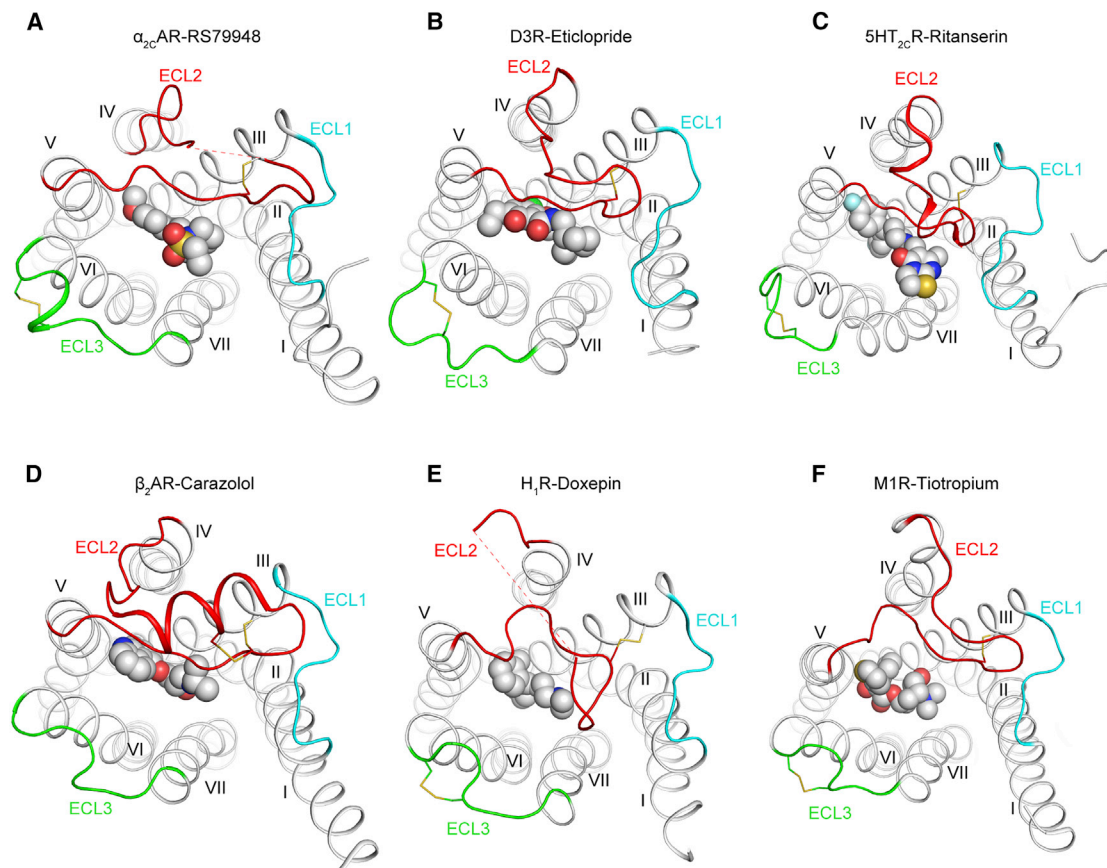 A
α2CAR-RS79948
ECL2
IV
V
III
ECL1
II
VI
ECL3
VII
I
B
D3R-Eticlopride
ECL2
IV
V
III
ECL1
II
VI
VII
I
ECL3
C
5HT2CR-Ritanserin
ECL2
IV
III
ECL1
V
II
VI
VII
ECL3
I
D
β2AR-Carazolol
IV
ECL2
III
V
ECL1
II
VI
VII
I
ECL3
E
H1R-Doxepin
ECL2
IV
V
III
ECL1
II
VI
VII
I
ECL3
F
M1R-Tiotropium
ECL2
IV
III
ECL1
V
II
VI
VII
I
ECL3